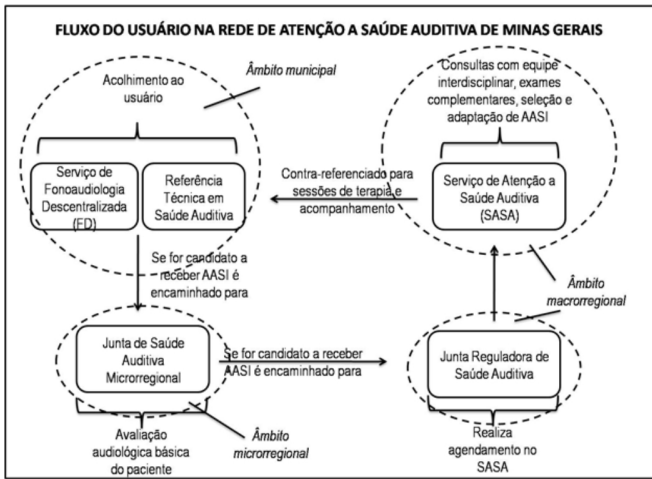 FLUXO DO USUÁRIO NA REDE DE ATENÇÃO A SAÚDE AUDITIVA DE MINAS GERAIS
Acolhimento ao
usuário
Âmbito municipal
Consultas com equipe
interdisciplinar, exames
complementares, seleção e
adaptação de AASI
Serviço de
Fonoaudiologia
Descentralizada
(FD)
Referência
Técnica em
Saúde Auditiva
Contra-referenciado para
sessões de terapia e
acompanhamento
Serviço de Atenção a
Saúde Auditiva
(SASA)
Se for candidato a
receber AASI é
encaminhado para
Âmbito
macrorregional
Junta de Saúde
Auditiva
Microrregional
Se for candidato a receber
AASI é encaminhado para
Junta Reguladora de
Saúde Auditiva
Avaliação
audiológica básica
do paciente
Âmbito
microrregional
Realiza
agendamento no
SASA